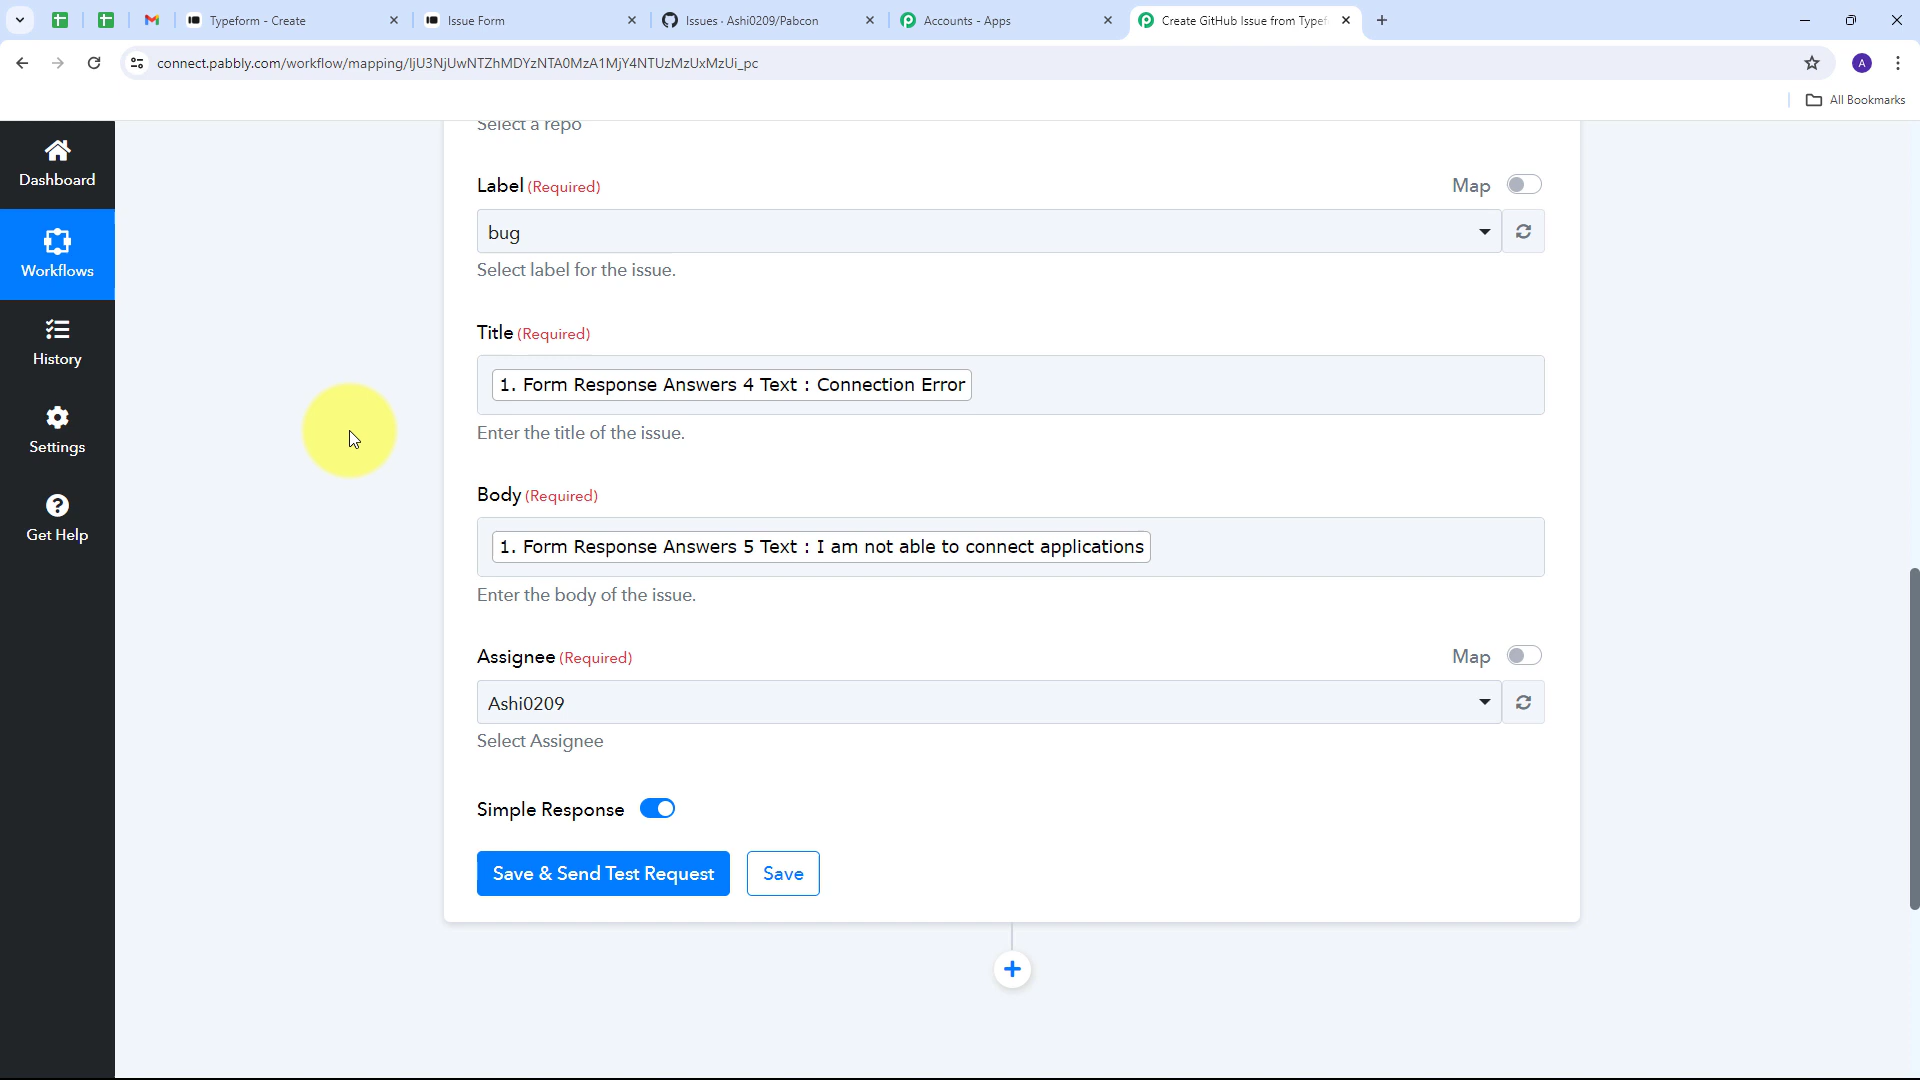 Typeform - Create
Issue Form
Issues · Ashi0209/Pabcon
Accounts - Apps
Create GitHub Issue from Typef
connect.pabbly.com/workflow/mapping/IjU3NjUwNTZhMDYzNTA0MzA1MjY4NTUzMzUxMzUi_pc
A
All Bookmarks
Dashboard
Workflows
History
Settings
Get Help
Select a repo
Label (Required)
Map
bug
Select label for the issue.
Title (Required)
1. Form Response Answers 4 Text : Connection Error
Enter the title of the issue.
Body (Required)
1. Form Response Answers 5 Text : I am not able to connect applications
Enter the body of the issue.
Assignee (Required)
Map
Ashi0209
Select Assignee
Simple Response
Save & Send Test Request
Save